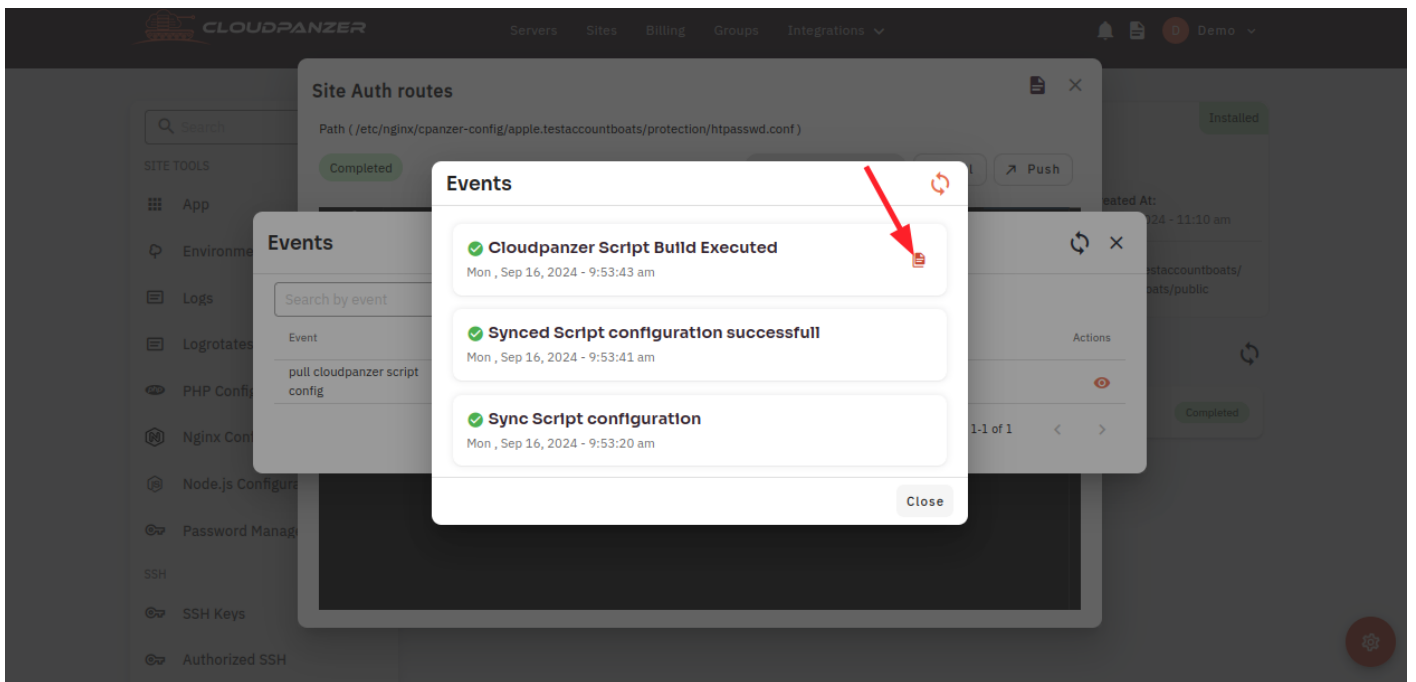 CLOUDPANZER
Servers Sites Billing Groups Integrations
D Demo
Site Auth routes
Search
Path ( /etc/nginx/cpanzer-config/apple.testaccountboats/protection/htpasswd.conf )
Installed
SITE TOOLS
Completed
Push
App
Events
eated At:
024 - 11:10 am
Cloudpanzer Script Build Executed
Mon , Sep 16, 2024 - 9:53:43 am
Environme
Events
estaccountboats/
oats/public
Logs
Search by event
Synced Script configuration successfull
Mon , Sep 16, 2024 - 9:53:41 am
Logrotates
Event
Actions
pull cloudpanzer script
config
PHP Config
Sync Script configuration
Mon , Sep 16, 2024 - 9:53:20 am
Completed
Nginx Conf
1-1 of 1
Node.js Configura
Close
Password Manage
SSH
SSH Keys
Authorized SSH